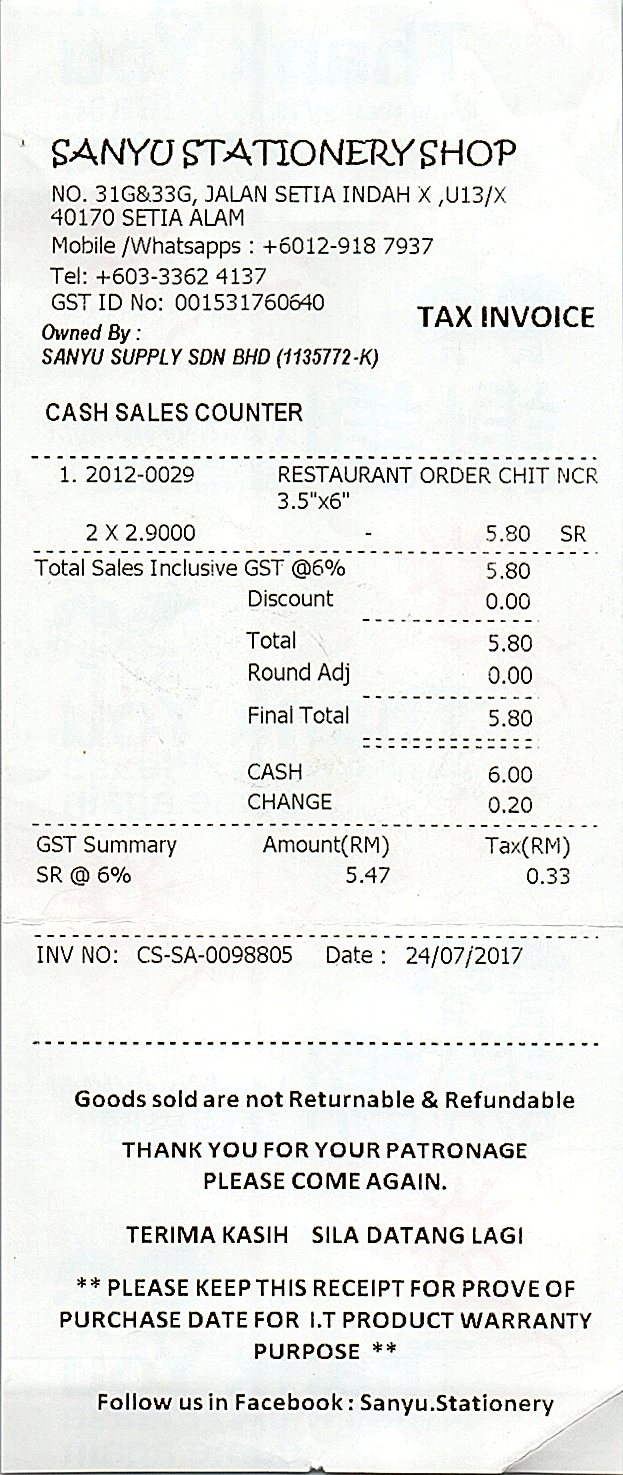 SANYU STATIONERY SHOP
NO. 31G&33G, JALAN SETIA INDAH X ,U13/X
40170 SETIA ALAM
Mobile /Whatsapps : +6012-918 7937
Tel: +603-3362 4137
GST ID No: 001531760640
TAX INVOICE
Owned By :
SANYU SUPPLY SDN BHD (1135772-K)
CASH SALES COUNTER
1. 2012-0029 RESTAURANT ORDER CHIT NCR
3.5"x6"
2 X 2.9000 - 5.80 SR
Total Sales Inclusive GST @6% 5.80
Discount 0.00
Total 5.80
Round Adj 0.00
Final Total 5.80
CASH 6.00
CHANGE 0.20
GST Summary Amount(RM) Tax(RM)
SR @ 6% 5.47 0.33
INV NO: CS-SA-0098805 Date : 24/07/2017
Goods sold are not Returnable & Refundable
THANK YOU FOR YOUR PATRONAGE
PLEASE COME AGAIN.
TERIMA KASIH SILA DATANG LAGI
** PLEASE KEEP THIS RECEIPT FOR PROVE OF
PURCHASE DATE FOR I.T PRODUCT WARRANTY
PURPOSE **
Follow us in Facebook : Sanyu.Stationery